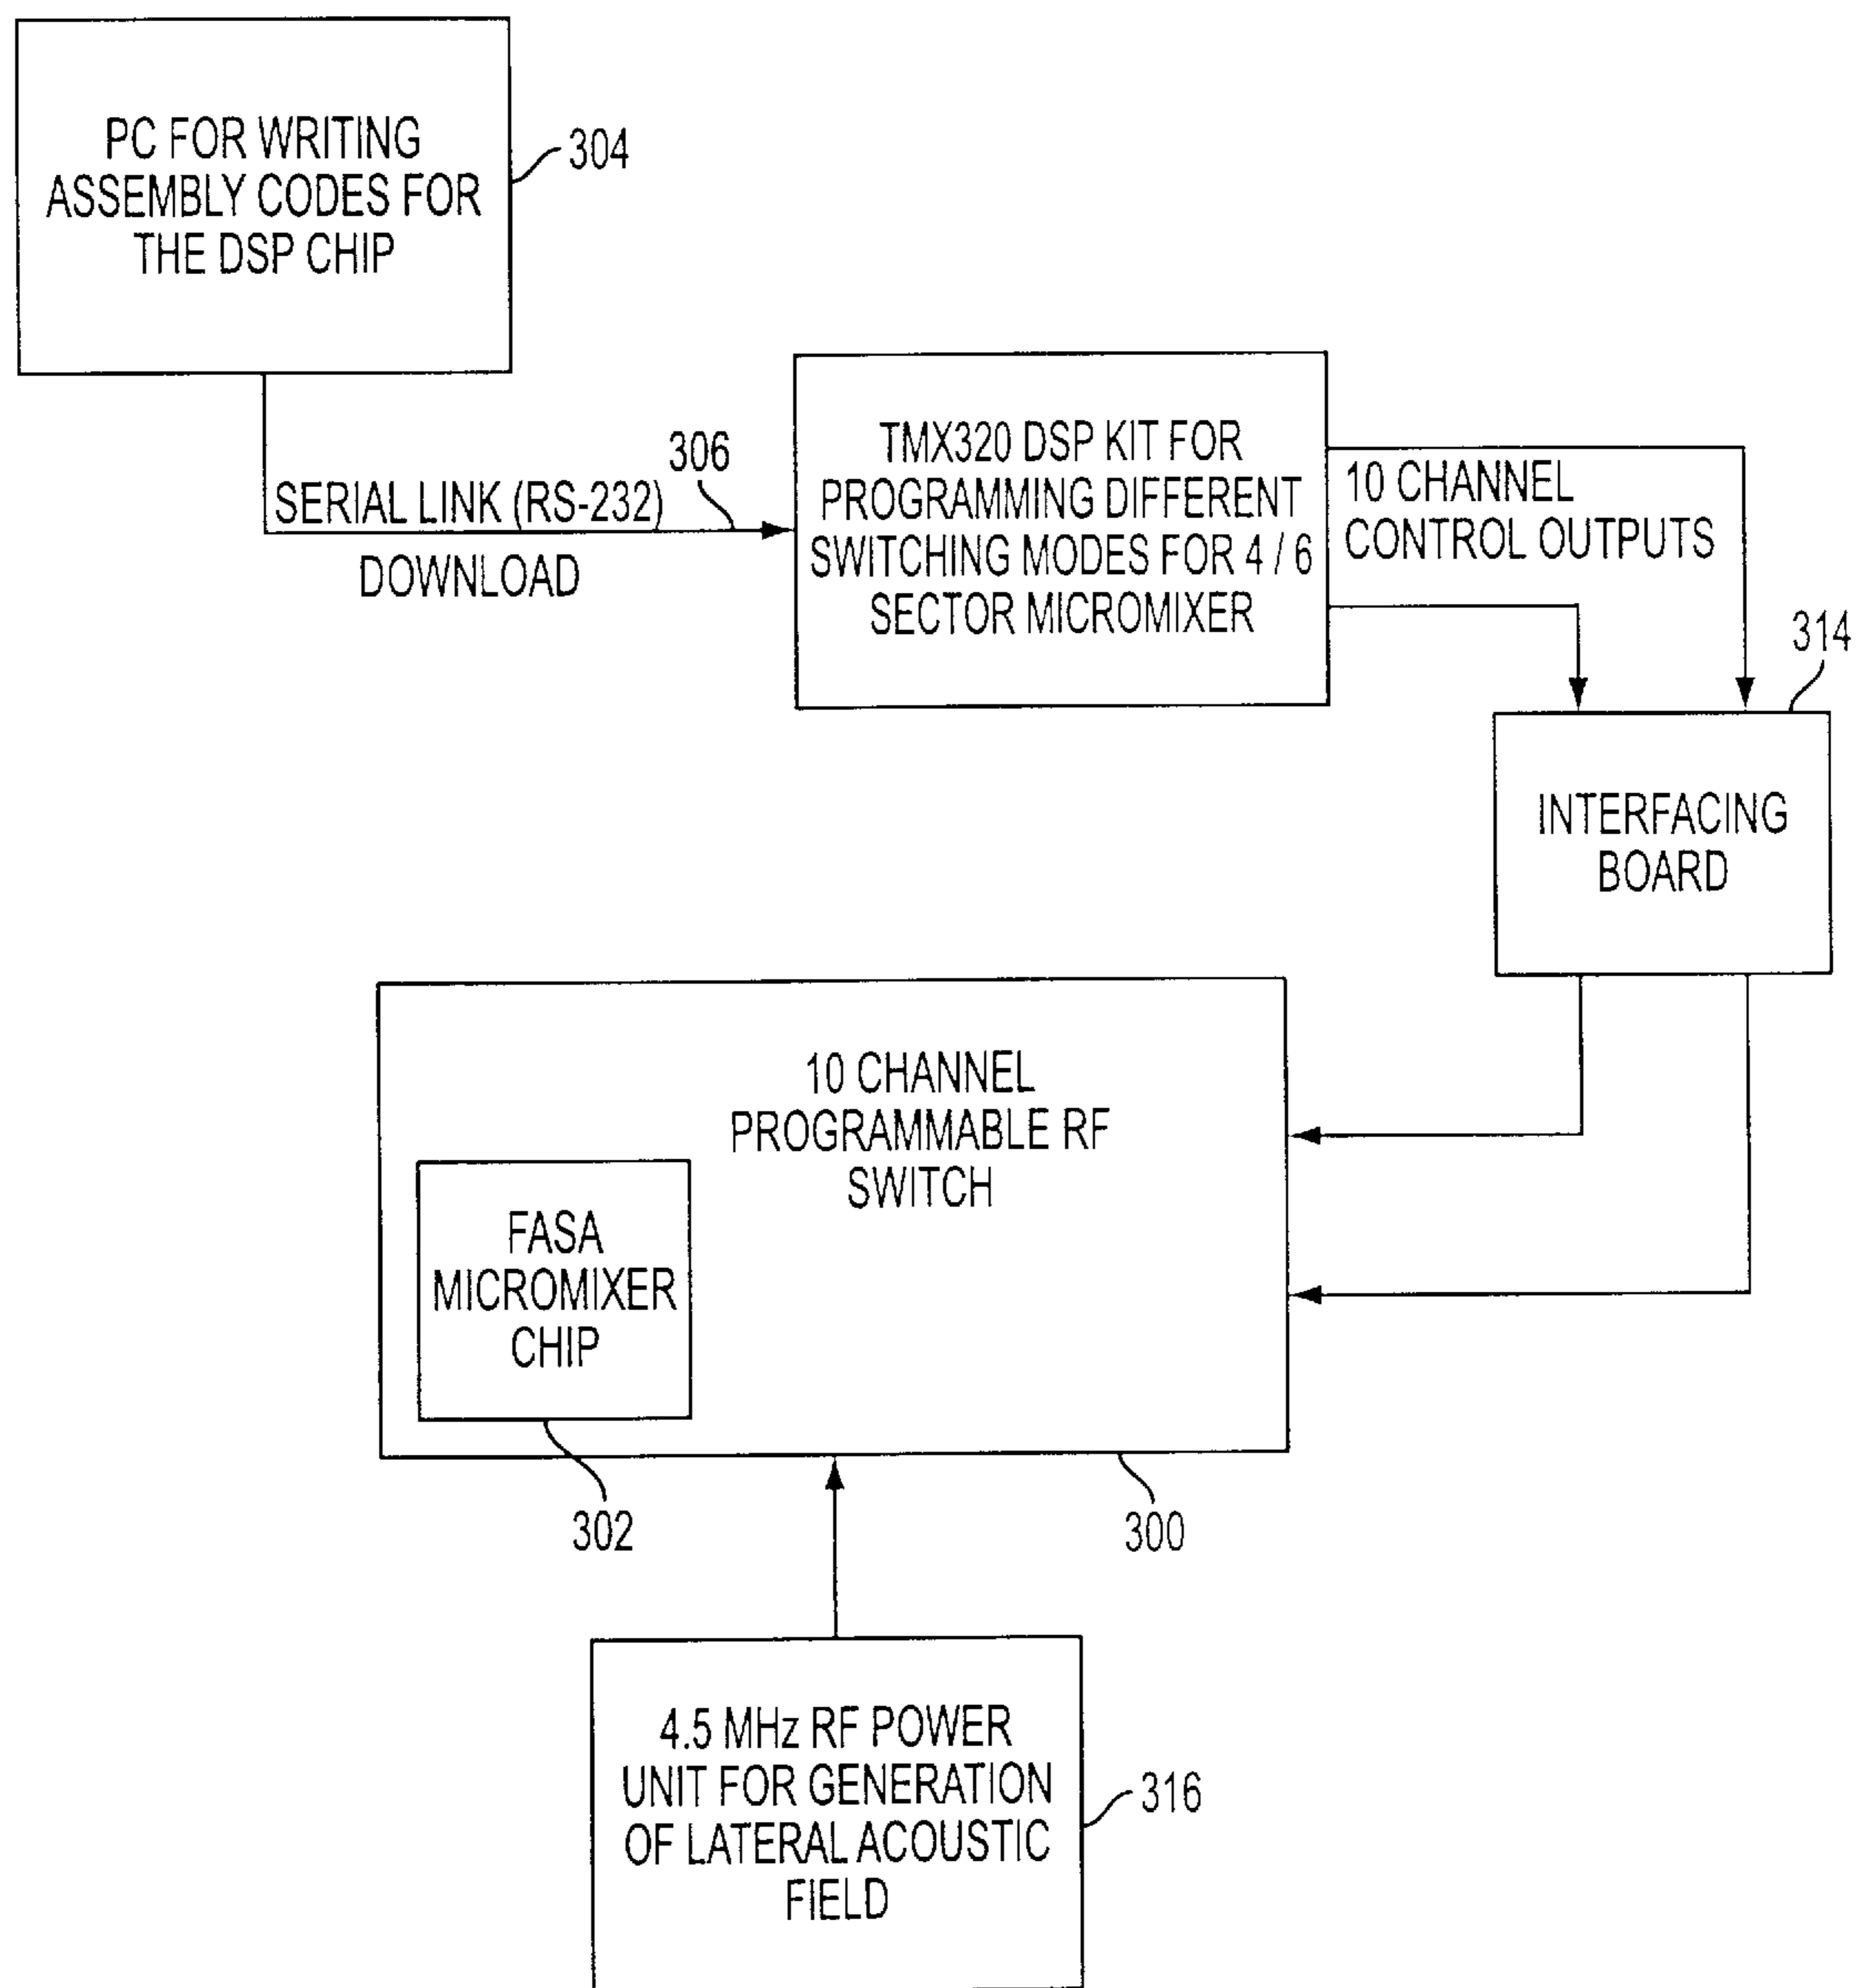 PC FOR WRITING
ASSEMBLY CODES FOR
THE DSP CHIP
304
306
SERIAL LINK (RS-232)
DOWNLOAD
TMX320 DSP KIT FOR
PROGRAMMING DIFFERENT
SWITCHING MODES FOR 4 / 6
SECTOR MICROMIXER
10 CHANNEL
CONTROL OUTPUTS
314
INTERFACING
BOARD
10 CHANNEL
PROGRAMMABLE RF
SWITCH
FASA
MICROMIXER
CHIP
302
300
4.5 MHz RF POWER
UNIT FOR GENERATION
OF LATERAL ACOUSTIC
FIELD
316